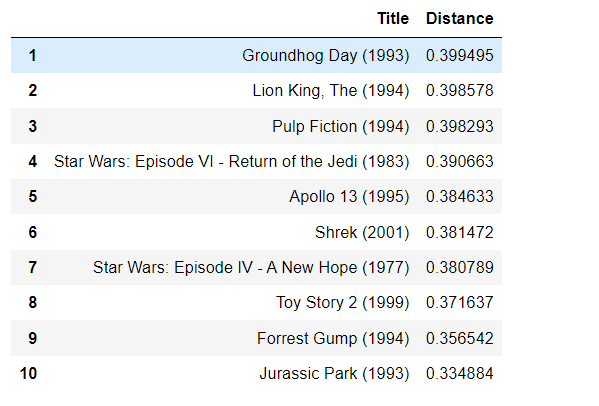 Title Distance
1 Groundhog Day (1993) 0.399495
2 Lion King, The (1994) 0.398578
3 Pulp Fiction (1994) 0.398293
4 Star Wars: Episode VI - Return of the Jedi (1983) 0.390663
5 Apollo 13 (1995) 0.384633
6 Shrek (2001) 0.381472
7 Star Wars: Episode IV - A New Hope (1977) 0.380789
8 Toy Story 2 (1999) 0.371637
9 Forrest Gump (1994) 0.356542
10 Jurassic Park (1993) 0.334884